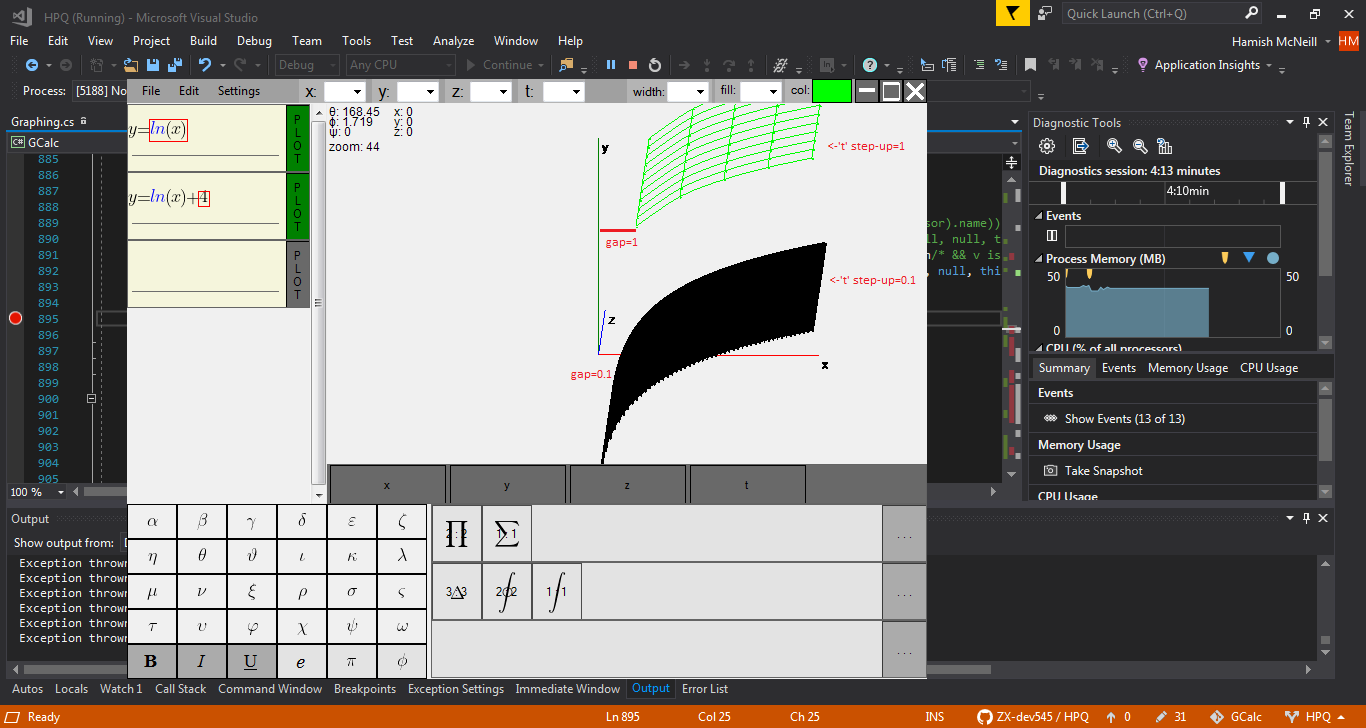 HPQ (Running) - Microsoft Visual Studio
Quick Launch (Ctrl+Q)
File Edit View Project Build Debug Team Tools Test Analyze Window Help
Hamish McNeill HM
Debug Any CPU Continue Application Insights
Process: [5188] No
File Edit Settings x: y: z: t: width: fill: col:
Graphing.cs
GCalc
885
886
887
888
889
890
891
892
893
894
895
896
897
898
899
900
901
902
903
904
905
100 %
y=ln(x)
PLOT
y=ln(x)+4
PLOT
PLOT
θ: 168.45 x: 0
ϕ: 1.719 y: 0
ψ: 0 z: 0
zoom: 44
y
<-'t' step-up=1
gap=1
<-'t' step-up=0.1
z
gap=0.1
x
sor).name))
ll, null, t
n/* && v is
, null, thi
x y z t
α β γ δ ε ζ
η θ ϑ ι κ λ
μ ν ξ ρ σ ς
τ υ φ χ ψ ω
B I U e π ϕ
∏ 2 : 2 ∑ 1 : 1 ...
3Δ3 2∮2 1∫1 ...
...
Diagnostic Tools
Diagnostics session: 4:13 minutes
4:10min
Events
Process Memory (MB)
50 50
0 0
CPU (% of all processors)
Summary Events Memory Usage CPU Usage
Events
Show Events (13 of 13)
Memory Usage
Take Snapshot
CPU Usage
Team Explorer
Output
Show output from:
Exception thrown
Exception thrown
Exception thrown
Exception thrown
Exception thrown
Exception thrown
Autos Locals Watch 1 Call Stack Command Window Breakpoints Exception Settings Immediate Window Output Error List
Ready Ln 895 Col 25 Ch 25 INS ZX-dev545 / HPQ 0 31 GCalc HPQ